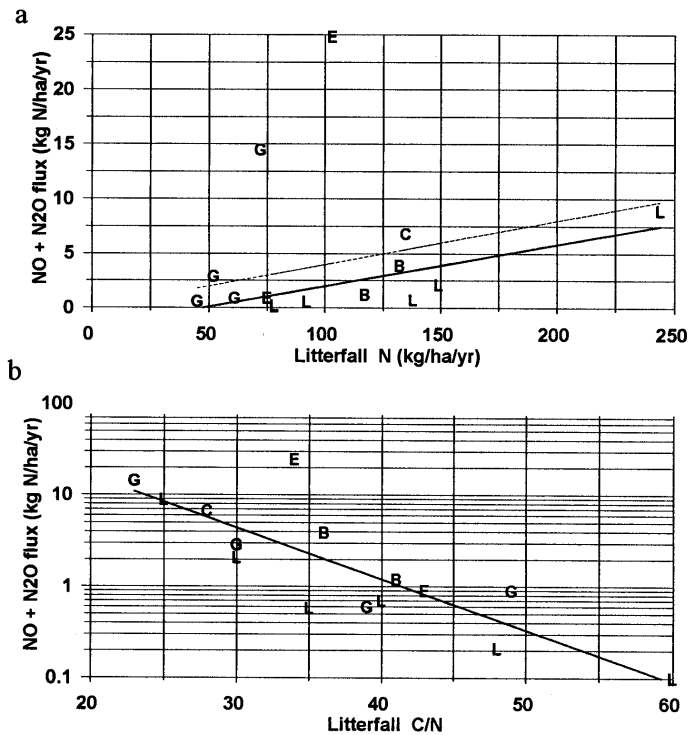 a
NO + N2O flux (kg N/ha/yr)
25
20
15
10
5
0
E
G
C
L
B
G
L
G
G
E
L
L
B
L
0
50
100
150
200
250
Litterfall N (kg/ha/yr)
b
NO + N2O flux (kg N/ha/yr)
100
10
1
0.1
E
G
L
C
B
G
L
B
E
G
L
L
G
L
L
20
30
40
50
60
Litterfall C/N